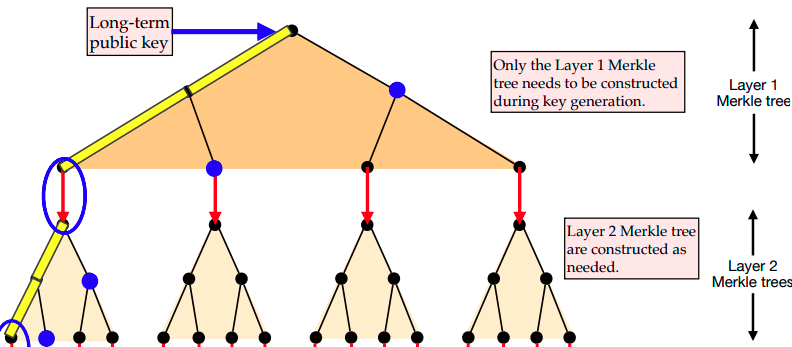 Long-term
public key
Only the Layer 1 Merkle
tree needs to be constructed
during key generation.
Layer 1
Merkle tree
Layer 2 Merkle tree
are constructed as
needed.
Layer 2
Merkle trees